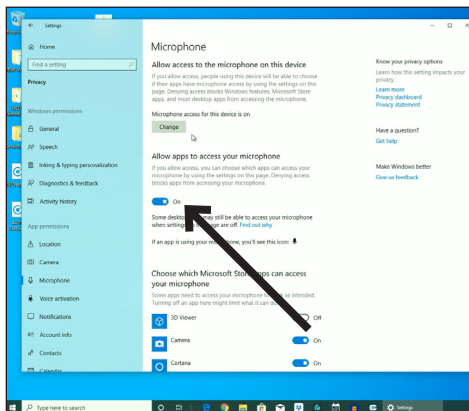 Settings
Home
Find a setting
Privacy
Windows permissions
General
Speech
Inking & typing personalization
Diagnostics & feedback
Activity history
App permissions
Location
Camera
Microphone
Voice activation
Notifications
Account info
Contacts
Calendar
Microphone
Allow access to the microphone on this device
If you allow access, people using this device will be able to choose
if their apps have microphone access by using the settings on this
page. Denying access blocks Windows features, Microsoft Store
apps, and most desktop apps from accessing the microphone.
Microphone access for this device is on
Change
Allow apps to access your microphone
If you allow access, you can choose which apps can access your
microphone by using the settings on this page. Denying access
blocks apps from accessing your microphone.
On
Some may still be able to access your microphone
when settings page are off. Find out why
If an app is using your you'll see this icon:
Choose which Microsoft apps can access
your microphone
Some apps need to access your microphone to as intended.
Turning off an app here might limit what it can
3D Viewer
Off
Camera
On
Cortana
On
Know your privacy options
Learn how this setting impacts your
privacy.
Learn more
Privacy dashboard
Privacy statement
Have a question?
Get help
Make Windows better
Give us feedback
Type here to search
Settings